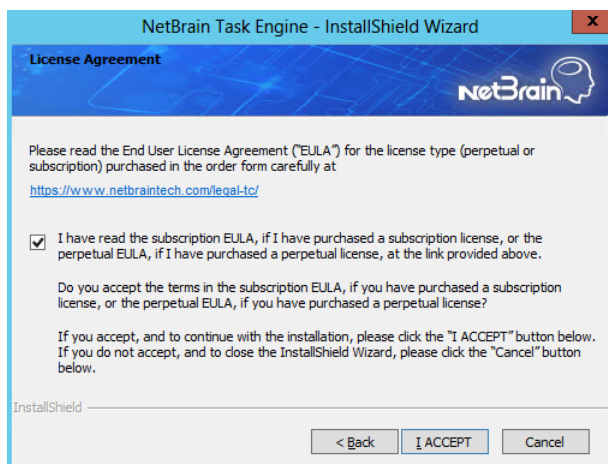 NetBrain Task Engine - InstallShield Wizard
x
License Agreement
NetBrain
Please read the End User License Agreement ("EULA") for the license type (perpetual or
subscription) purchased in the order form carefully at
https://www.netbraintech.com/legal-tc/
I have read the subscription EULA, if I have purchased a subscription license, or the
perpetual EULA, if I have purchased a perpetual license, at the link provided above.
Do you accept the terms in the subscription EULA, if you have purchased a subscription
license, or the perpetual EULA, if you have purchased a perpetual license?
If you accept, and to continue with the installation, please click the "I ACCEPT" button below.
If you do not accept, and to close the InstallShield Wizard, please click the "Cancel" button
below.
InstallShield
< Back I ACCEPT Cancel